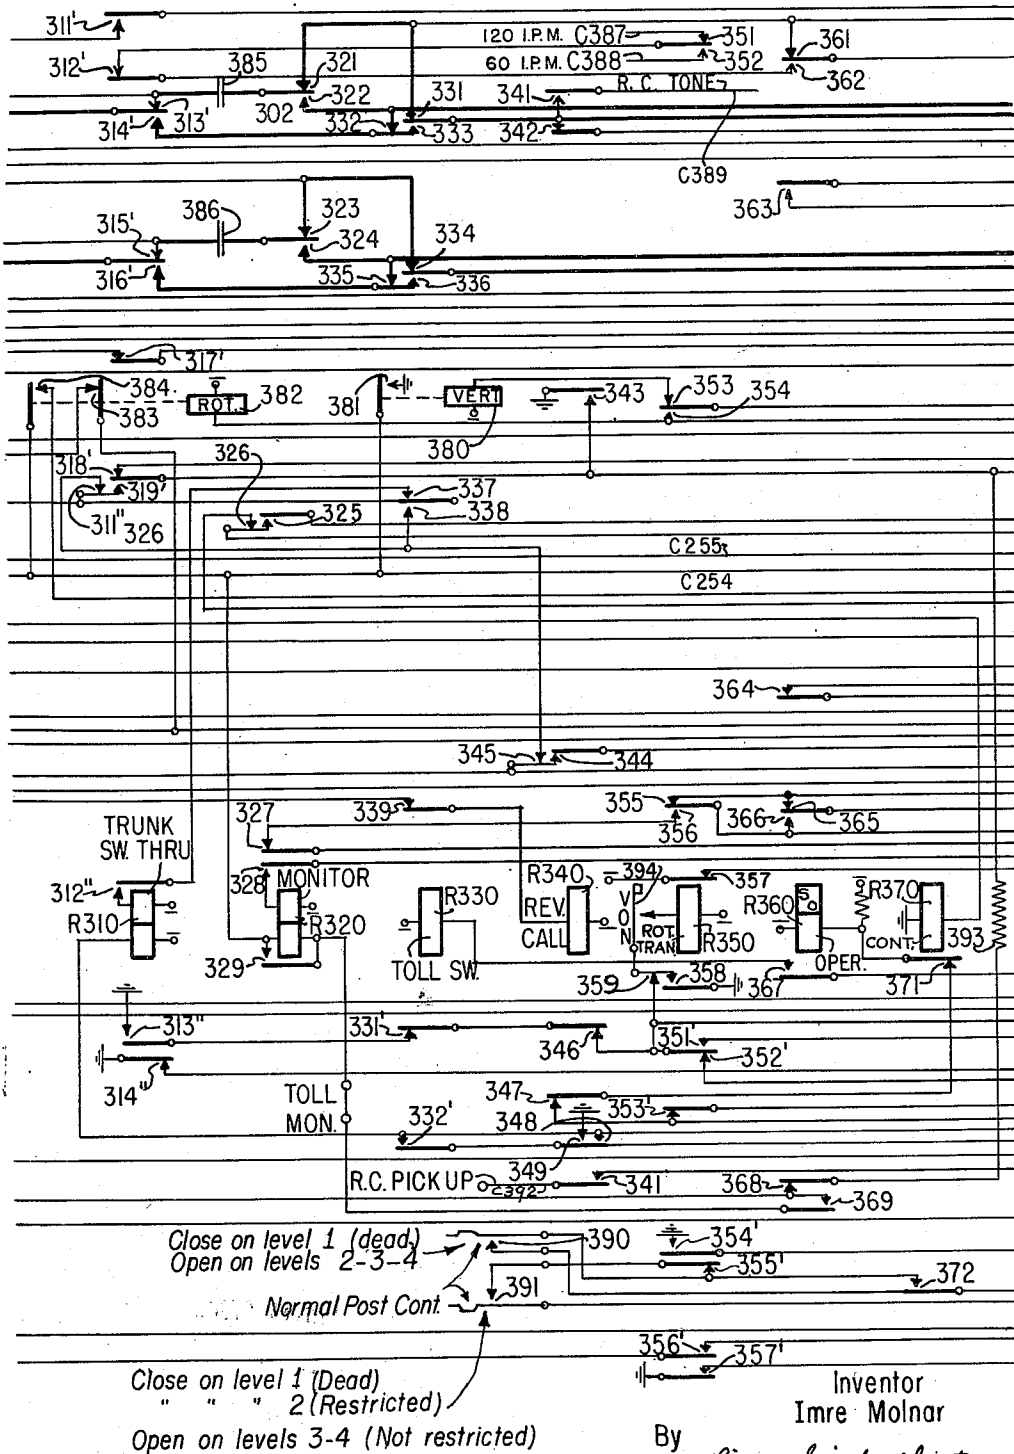 311'
312'
385
321
322
302
313'
314'
120 I.P.M. C387
60 I.P.M. C388
351
352
361
362
R. C. TONE
341
331
332
333
342
C389
363
315'
386
323
324
316'
334
335
336
317'
384
383
ROT.
382
381
VERT
380
343
353
354
318'
319'
311"
326
326
325
337
338
C255
C254
364
345
344
327
339
355
356
366
365
TRUNK
SW. THRU
312"
R310
328
MONITOR
R320
329
R330
TOLL SW.
R340
REV.
CALL
394
V
O
N
357
ROT.
TRAN
R350
R360
S
O
OPER.
R370
CONT.
393
359
358
367
371
313"
314"
331'
346
351'
352'
TOLL
MON.
347
348
353'
332'
349
R.C. PICK UP
C392
341
368
369
Close on level 1 (dead)
Open on levels 2-3-4
390
354'
355'
372
Normal Post Cont.
391
356'
357'
Close on level 1 (Dead)
" " " 2 (Restricted)
Open on levels 3-4 (Not restricted)
Inventor
Imre Molnar
By